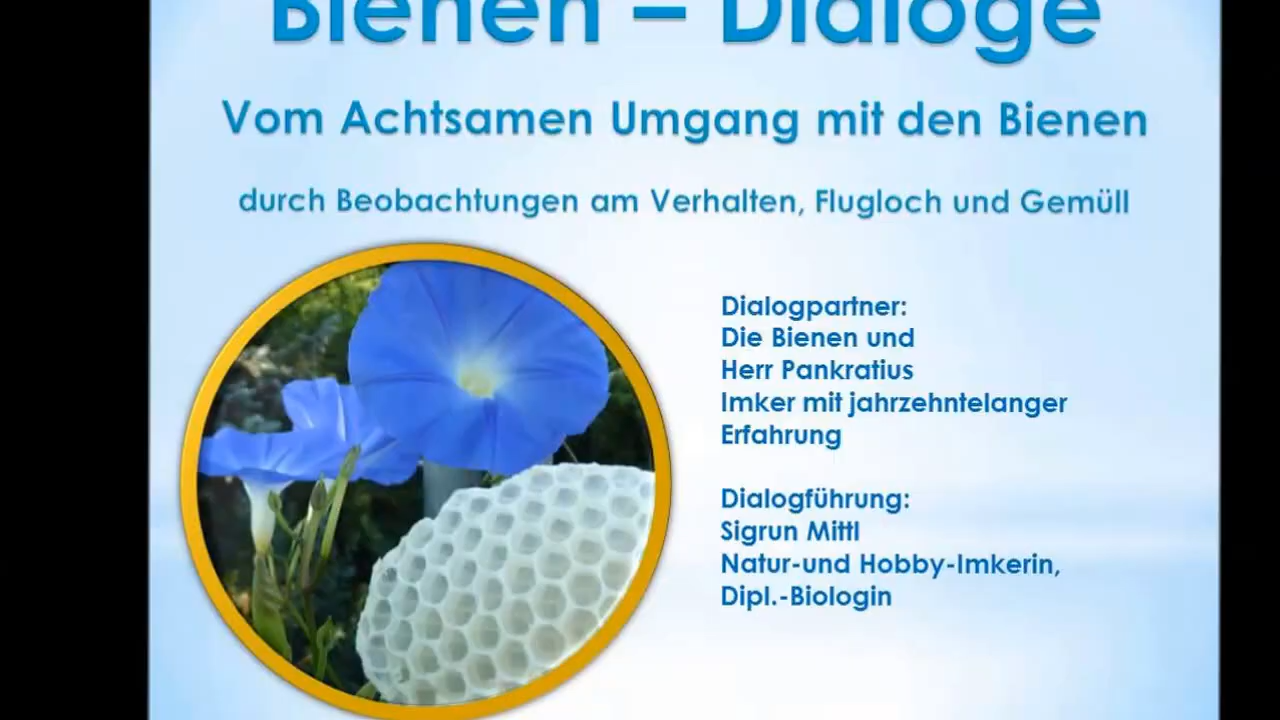 Bienen – Dialoge
Vom Achtsamen Umgang mit den Bienen
durch Beobachtungen am Verhalten, Flugloch und Gemüll
Dialogpartner:
Die Bienen und
Herr Pankratius
Imker mit jahrzehntelanger
Erfahrung
Dialogführung:
Sigrun Mittl
Natur-und Hobby-Imkerin,
Dipl.-Biologin